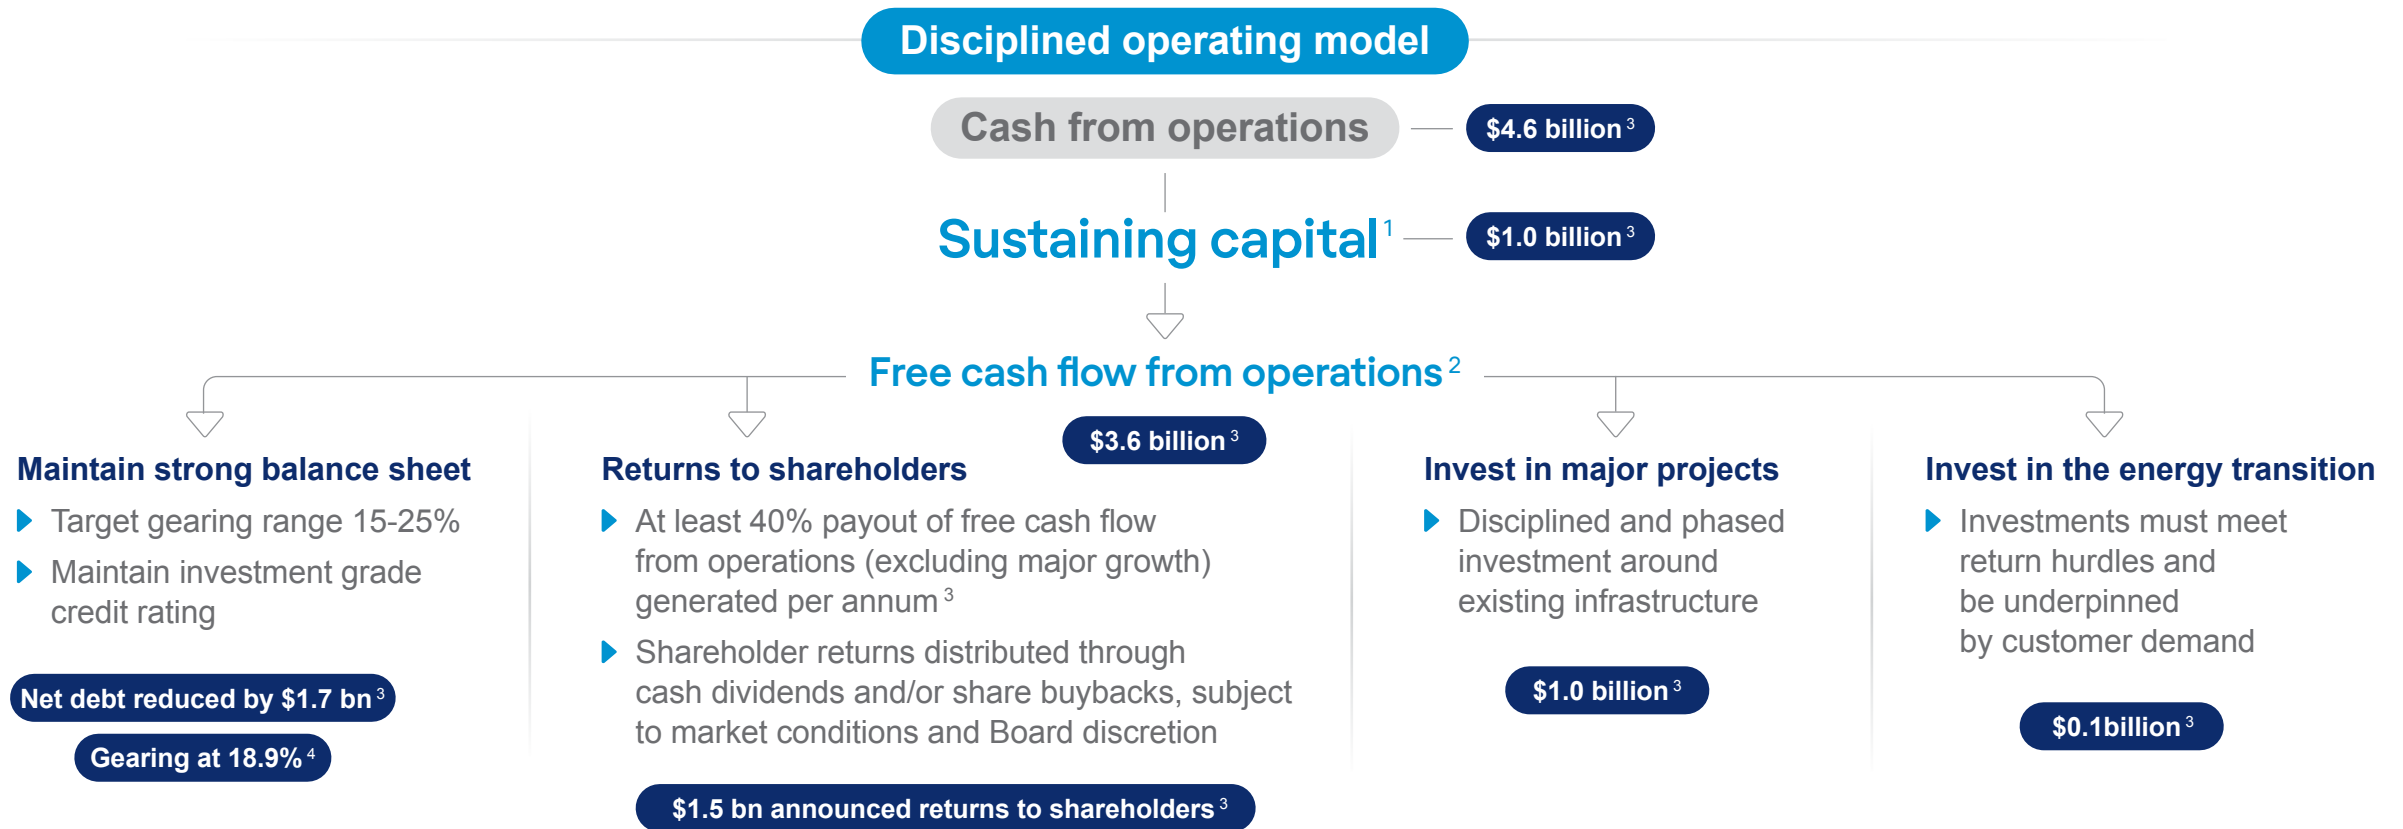 Disciplined operating model
Cash from operations
$4.6 billion 3
Sustaining capital 1
$1.0 billion 3
Free cash flow from operations 2
$3.6 billion 3
Maintain strong balance sheet
Target gearing range 15-25%
Maintain investment grade
credit rating
Net debt reduced by $1.7 bn 3
Gearing at 18.9% 4
Returns to shareholders
At least 40% payout of free cash flow
from operations (excluding major growth)
generated per annum 3
Shareholder returns distributed through
cash dividends and/or share buybacks, subject
to market conditions and Board discretion
$1.5 bn announced returns to shareholders 3
Invest in major projects
Disciplined and phased
investment around
existing infrastructure
$1.0 billion 3
Invest in the energy transition
Investments must meet
return hurdles and
be underpinned
by customer demand
$0.1billion 3